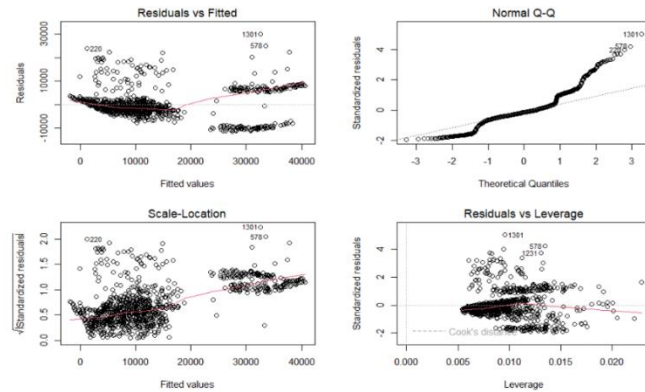 Residuals vs Fitted
Residuals
-10000 10000 30000
1301
220
578
0 10000 20000 30000 40000
Fitted values
Normal Q-Q
Standardized residuals
-2 0 2 4
1301
578
-3 -2 -1 0 1 2 3
Theoretical Quantiles
Scale-Location
√|Standardized residuals|
0.0 0.5 1.0 1.5 2.0
1301
220
578
0 10000 20000 30000 40000
Fitted values
Residuals vs Leverage
Standardized residuals
-2 0 2 4
1301
578
1231
Cook's distance
0.000 0.005 0.010 0.015 0.020
Leverage